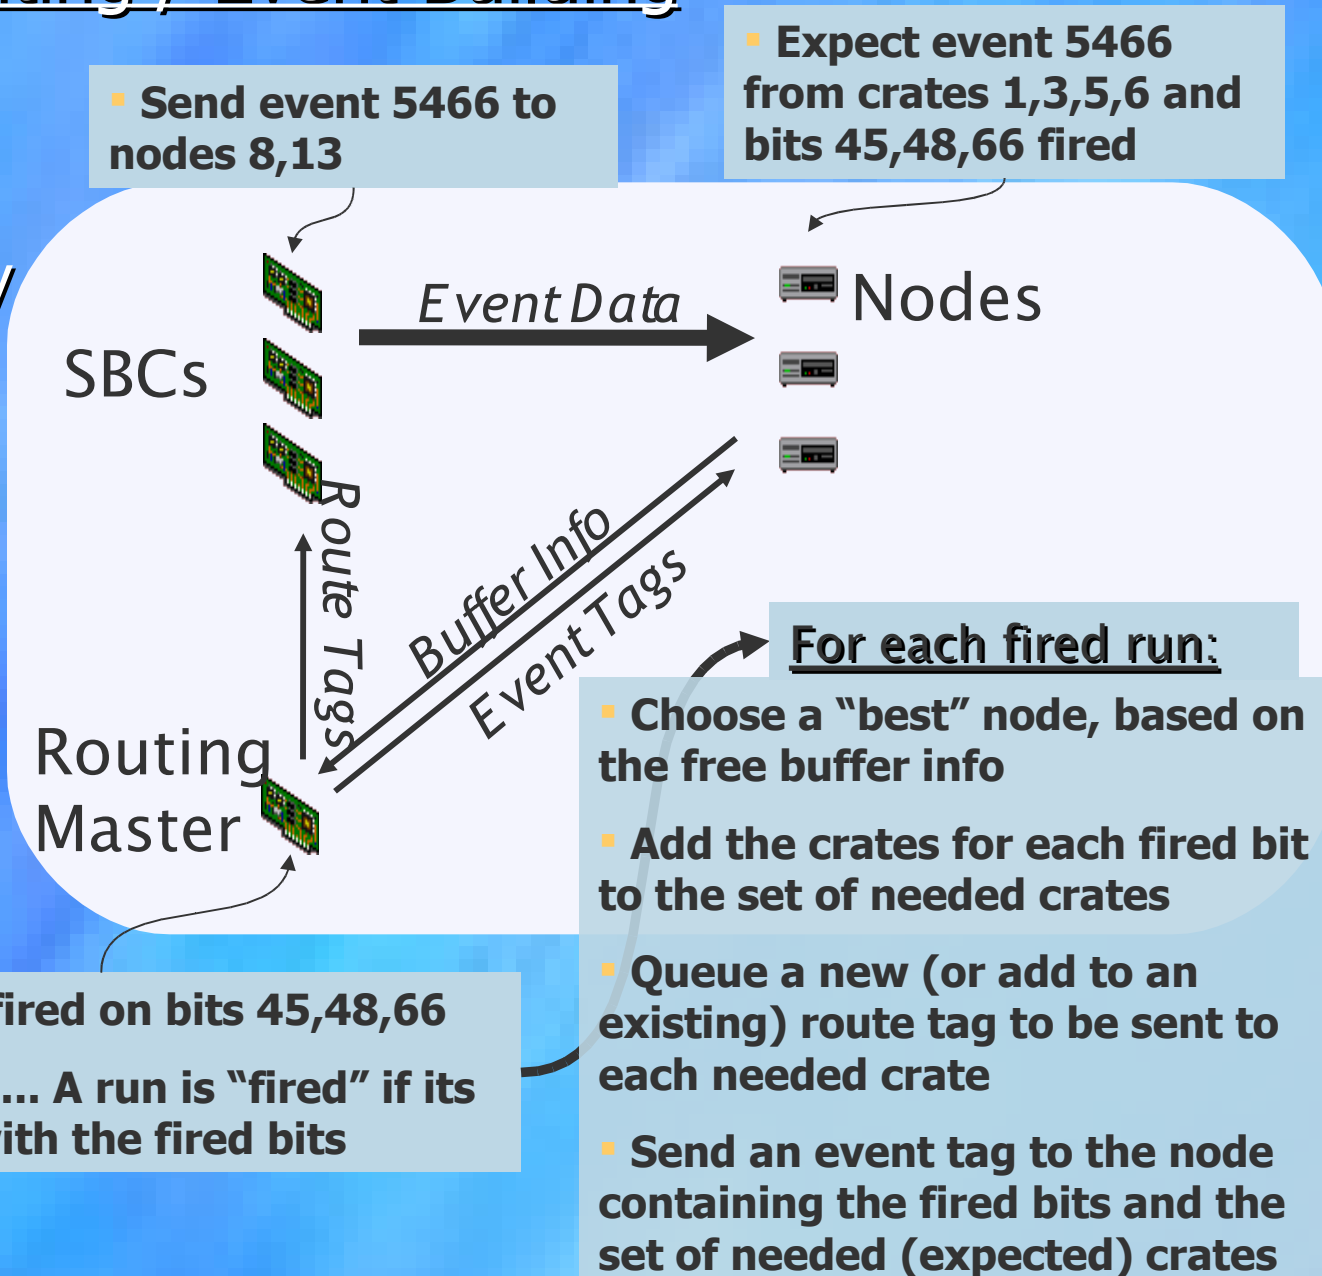 / Event Building
Send event 5466 to
nodes 8,13
Expect event 5466
from crates 1,3,5,6 and
bits 45,48,66 fired
SBCs
Event Data
Nodes
Route Tags
Buffer Info
Event Tags
Routing
Master
For each fired run:
Choose a “best” node, based on
the free buffer info
Add the crates for each fired bit
to the set of needed crates
Queue a new (or add to an
existing) route tag to be sent to
each needed crate
Send an event tag to the node
containing the fired bits and the
set of needed (expected) crates
fired on bits 45,48,66
... A run is “fired” if its
with the fired bits